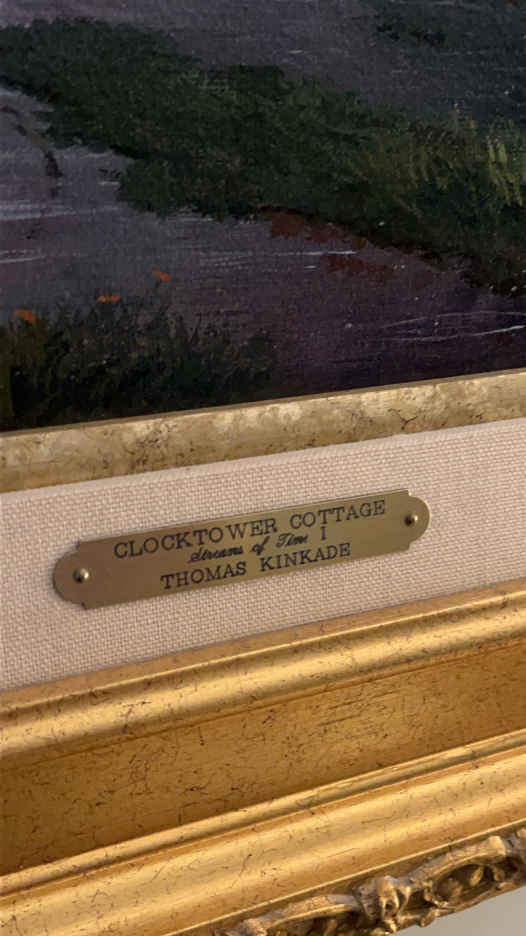 CLOCKTOWER COTTAGE
Streams of Time I
THOMAS KINKADE